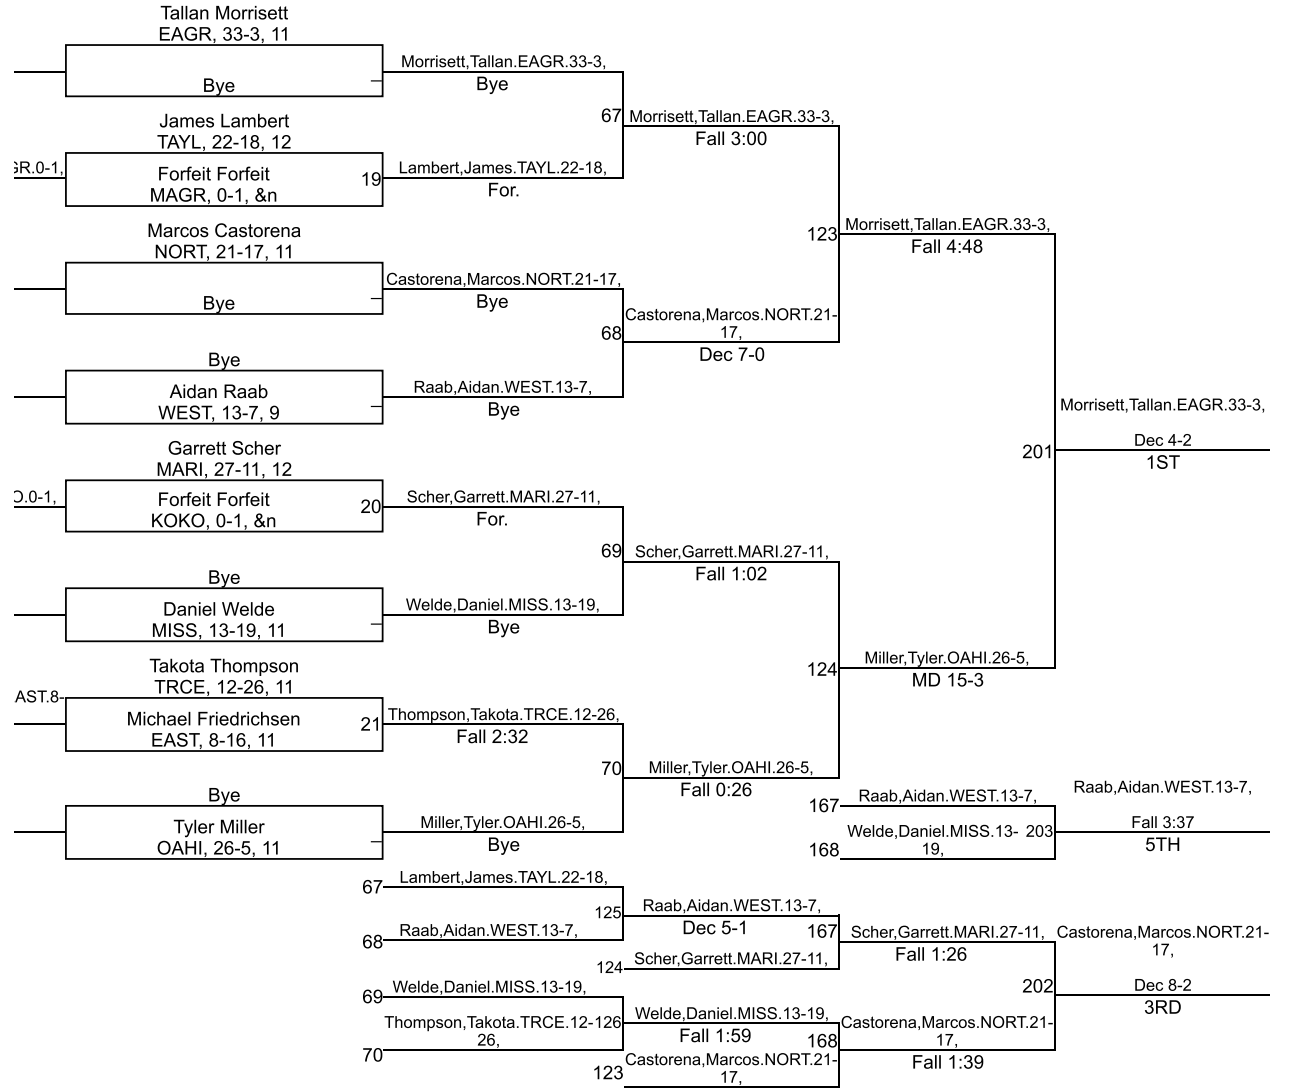 Tallan Morrisett
EAGR, 33-3, 11
Bye
Morrisett,Tallan.EAGR.33-3,
Bye
67
Morrisett,Tallan.EAGR.33-3,
Fall 3:00
James Lambert
TAYL, 22-18, 12
GR.0-1,
Forfeit Forfeit
MAGR, 0-1, &n
19
Lambert,James.TAYL.22-18,
For.
123
Morrisett,Tallan.EAGR.33-3,
Fall 4:48
Marcos Castorena
NORT, 21-17, 11
Bye
Castorena,Marcos.NORT.21-17,
Bye
68
Castorena,Marcos.NORT.21-
17,
Dec 7-0
Bye
Aidan Raab
WEST, 13-7, 9
Raab,Aidan.WEST.13-7,
Bye
201
Morrisett,Tallan.EAGR.33-3,
Dec 4-2
1ST
Garrett Scher
MARI, 27-11, 12
O.0-1,
Forfeit Forfeit
KOKO, 0-1, &n
20
Scher,Garrett.MARI.27-11,
For.
69
Scher,Garrett.MARI.27-11,
Fall 1:02
Bye
Daniel Welde
MISS, 13-19, 11
Welde,Daniel.MISS.13-19,
Bye
124
Miller,Tyler.OAHI.26-5,
MD 15-3
Takota Thompson
TRCE, 12-26, 11
AST.8-
Michael Friedrichsen
EAST, 8-16, 11
21
Thompson,Takota.TRCE.12-26,
Fall 2:32
70
Miller,Tyler.OAHI.26-5,
Fall 0:26
Bye
Tyler Miller
OAHI, 26-5, 11
Miller,Tyler.OAHI.26-5,
Bye
167
Raab,Aidan.WEST.13-7,
168
Welde,Daniel.MISS.13-
19,
203
Raab,Aidan.WEST.13-7,
Fall 3:37
5TH
67
Lambert,James.TAYL.22-18,
68
Raab,Aidan.WEST.13-7,
125
Raab,Aidan.WEST.13-7,
Dec 5-1
124
Scher,Garrett.MARI.27-11,
167
Scher,Garrett.MARI.27-11,
Fall 1:26
69
Welde,Daniel.MISS.13-19,
70
Thompson,Takota.TRCE.12-
26,
126
Welde,Daniel.MISS.13-19,
Fall 1:59
123
Castorena,Marcos.NORT.21-
17,
168
Castorena,Marcos.NORT.21-
17,
Fall 1:39
202
Castorena,Marcos.NORT.21-
17,
Dec 8-2
3RD